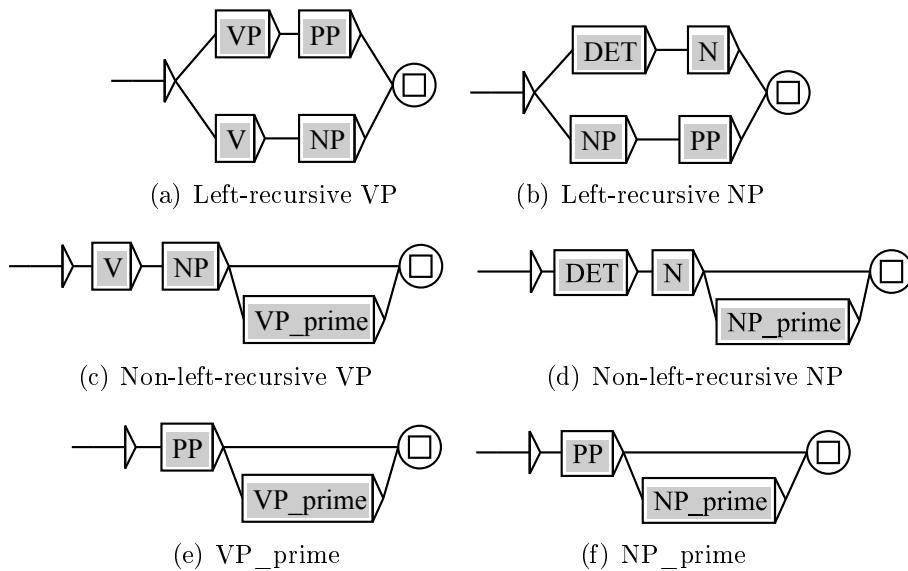 VP PP
V NP
(a) Left-recursive VP
DET N
NP PP
(b) Left-recursive NP
V NP
VP_prime
(c) Non-left-recursive VP
DET N
NP_prime
(d) Non-left-recursive NP
PP
VP_prime
(e) VP_prime
PP
NP_prime
(f) NP_prime